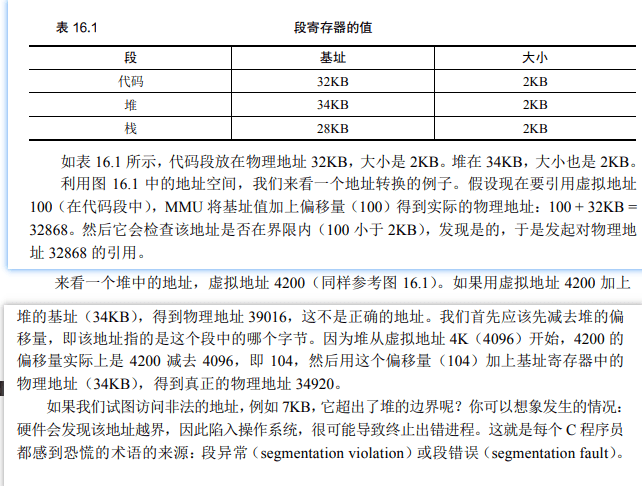 表 16.1 段寄存器的值
段 基址 大小
代码 32KB 2KB
堆 34KB 2KB
栈 28KB 2KB
如表 16.1 所示，代码段放在物理地址 32KB，大小是 2KB。堆在 34KB，大小也是 2KB。
利用图 16.1 中的地址空间，我们来看一个地址转换的例子。假设现在要引用虚拟地址
100（在代码段中），MMU 将基址值加上偏移量（100）得到实际的物理地址：100 + 32KB =
32868。然后它会检查该地址是否在界限内（100 小于 2KB），发现是的，于是发起对物理地
址 32868 的引用。
来看一个堆中的地址，虚拟地址 4200（同样参考图 16.1）。如果用虚拟地址 4200 加上
堆的基址（34KB），得到物理地址 39016，这不是正确的地址。我们首先应该先减去堆的偏
移量，即该地址指的是这个段中的哪个字节。因为堆从虚拟地址 4K（4096）开始，4200 的
偏移量实际上是 4200 减去 4096，即 104，然后用这个偏移量（104）加上基址寄存器中的
物理地址（34KB），得到真正的物理地址 34920。
如果我们试图访问非法的地址，例如 7KB，它超出了堆的边界呢？你可以想象发生的情况：
硬件会发现该地址越界，因此陷入操作系统，很可能导致终止出错进程。这就是每个 C 程序员
都感到恐慌的术语的来源：段异常（segmentation violation）或段错误（segmentation fault）。